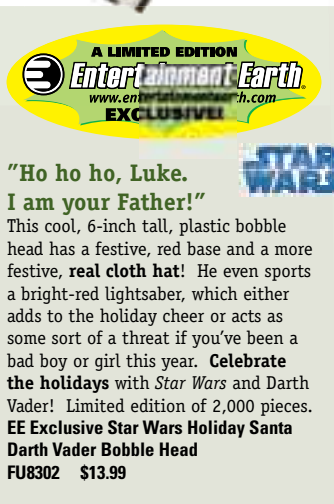 A LIMITED EDITION
Entertainment Earth
www.entertainmentearth.com
EXCLUSIVE!
STAR
WARS
"Ho ho ho, Luke.
I am your Father!"
This cool, 6-inch tall, plastic bobble
head has a festive, red base and a more
festive, real cloth hat! He even sports
a bright-red lightsaber, which either
adds to the holiday cheer or acts as
some sort of a threat if you've been a
bad boy or girl this year. Celebrate
the holidays with Star Wars and Darth
Vader! Limited edition of 2,000 pieces.
EE Exclusive Star Wars Holiday Santa
Darth Vader Bobble Head
FU8302 $13.99